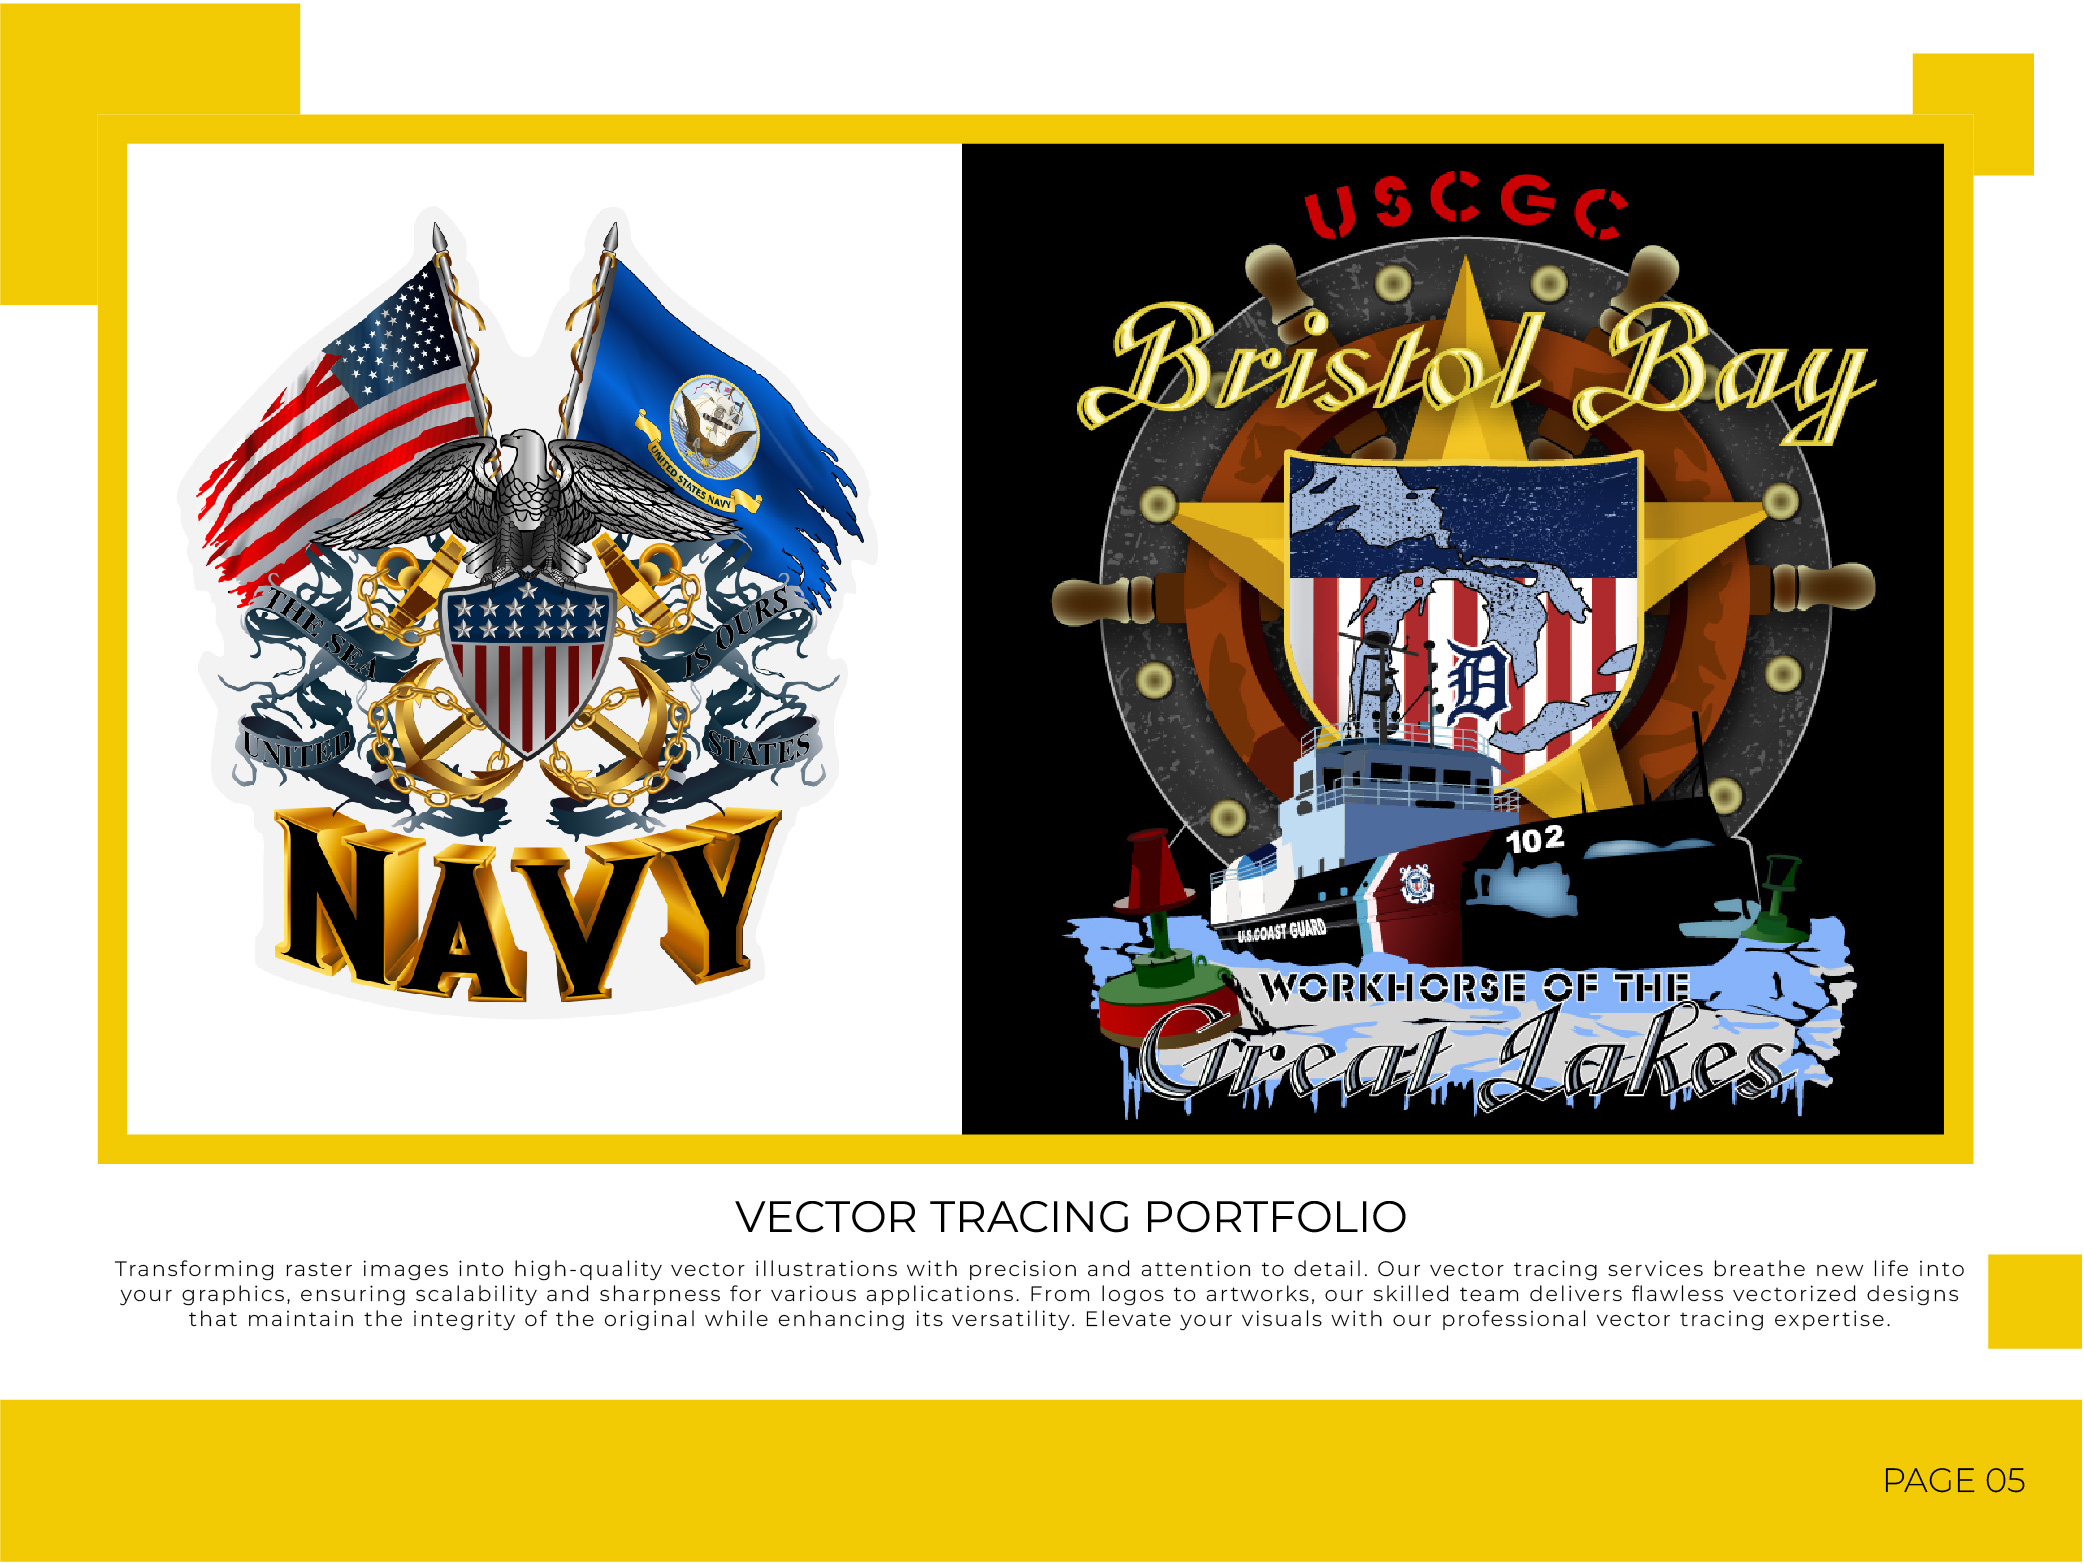 UNITED STATES NAVY
THE SEA
IS OURS
UNITED
STATES
NAVY
USCGC
Bristol Bay
D
102
U.S.COAST GUARD
WORKHORSE OF THE
Great Lakes
VECTOR TRACING PORTFOLIO
Transforming raster images into high-quality vector illustrations with precision and attention to detail. Our vector tracing services breathe new life into
your graphics, ensuring scalability and sharpness for various applications. From logos to artworks, our skilled team delivers flawless vectorized designs
that maintain the integrity of the original while enhancing its versatility. Elevate your visuals with our professional vector tracing expertise.
PAGE 05